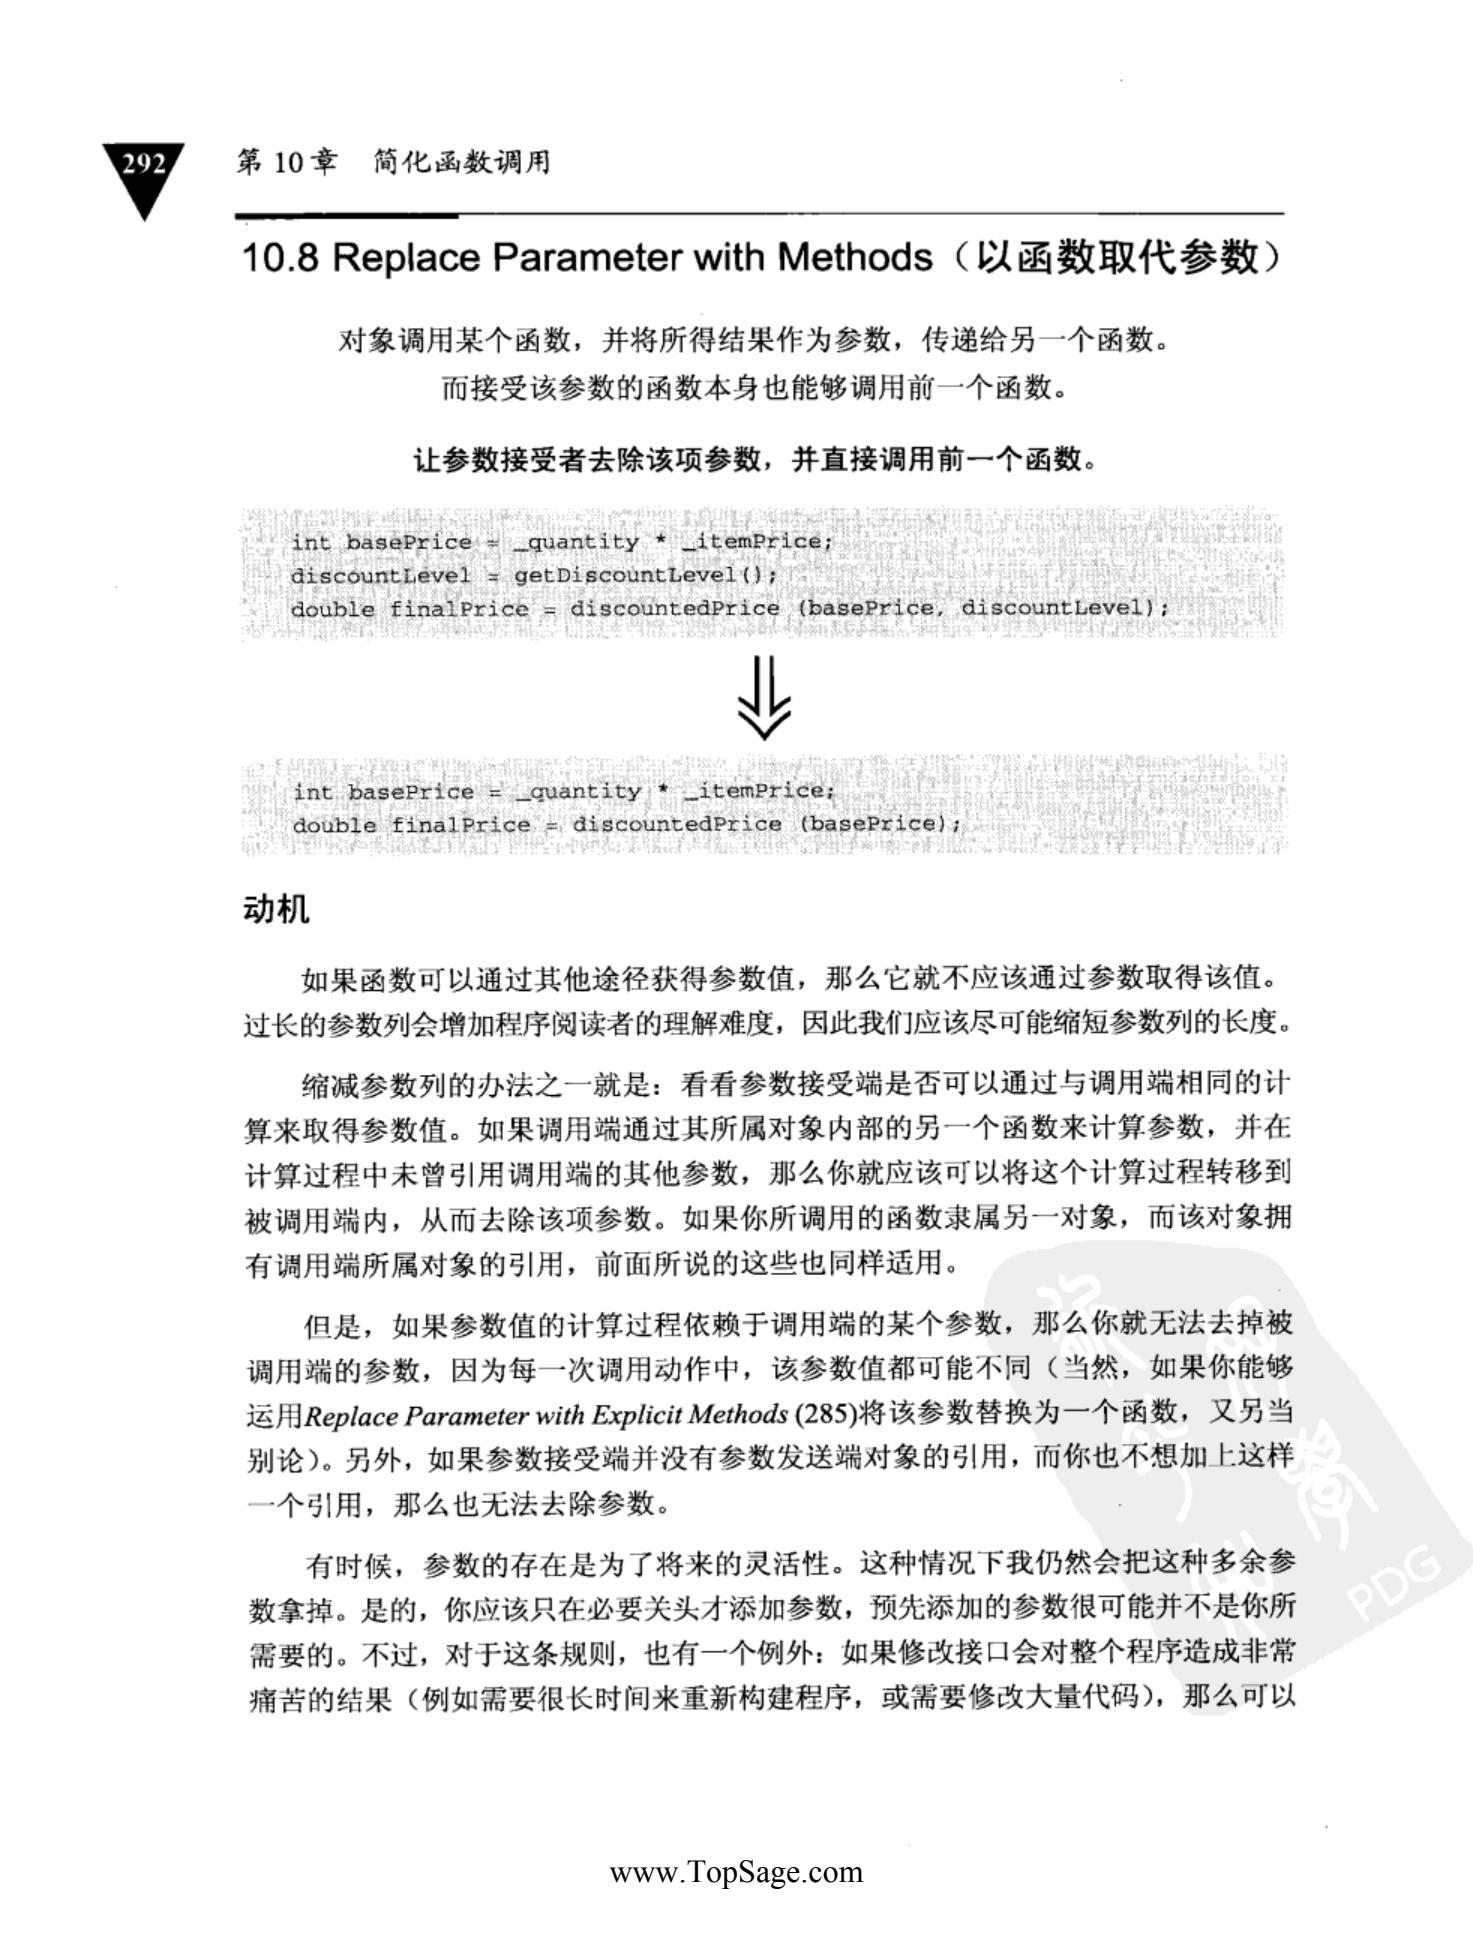 292
第 10 章 简化函数调用
10.8 Replace Parameter with Methods（以函数取代参数）
对象调用某个函数，并将所得结果作为参数，传递给另一个函数。
而接受该参数的函数本身也能够调用前一个函数。
让参数接受者去除该项参数，并直接调用前一个函数。
int basePrice = _quantity * _itemPrice;
discountLevel = getDiscountLevel();
double finalPrice = discountedPrice (basePrice, discountLevel);
int basePrice = _quantity * _itemPrice;
double finalPrice = discountedPrice (basePrice);
动机
如果函数可以通过其他途径获得参数值，那么它就不应该通过参数取得该值。
过长的参数列会增加程序阅读者的理解难度，因此我们应该尽可能缩短参数列的长度。
缩减参数列的办法之一就是：看看参数接受端是否可以通过与调用端相同的计
算来取得参数值。如果调用端通过其所属对象内部的另一个函数来计算参数，并在
计算过程中未曾引用调用端的其他参数，那么你就应该可以将这个计算过程转移到
被调用端内，从而去除该项参数。如果你所调用的函数隶属另一对象，而该对象拥
有调用端所属对象的引用，前面所说的这些也同样适用。
但是，如果参数值的计算过程依赖于调用端的某个参数，那么你就无法去掉被
调用端的参数，因为每一次调用动作中，该参数值都可能不同（当然，如果你能够
运用Replace Parameter with Explicit Methods (285)将该参数替换为一个函数，又另当
别论）。另外，如果参数接受端并没有参数发送端对象的引用，而你也不想加上这样
一个引用，那么也无法去除参数。
有时候，参数的存在是为了将来的灵活性。这种情况下我仍然会把这种多余参
数拿掉。是的，你应该只在必要关头才添加参数，预先添加的参数很可能并不是你所
需要的。不过，对于这条规则，也有一个例外：如果修改接口会对整个程序造成非常
痛苦的结果（例如需要很长时间来重新构建程序，或需要修改大量代码），那么可以
PDG
www.TopSage.com